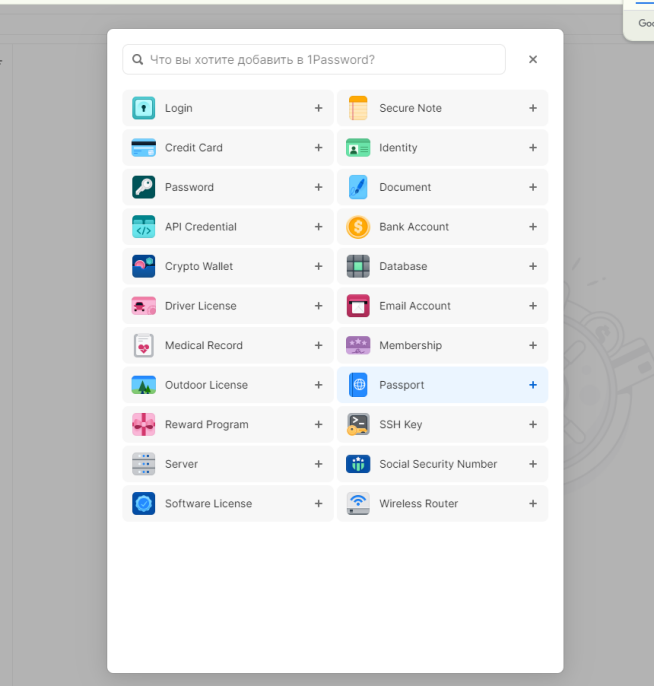 Что вы хотите добавить в 1Password?
Login
Secure Note
Credit Card
Identity
Password
Document
API Credential
Bank Account
Crypto Wallet
Database
Driver License
Email Account
Medical Record
Membership
Outdoor License
Passport
Reward Program
SSH Key
Server
Social Security Number
Software License
Wireless Router